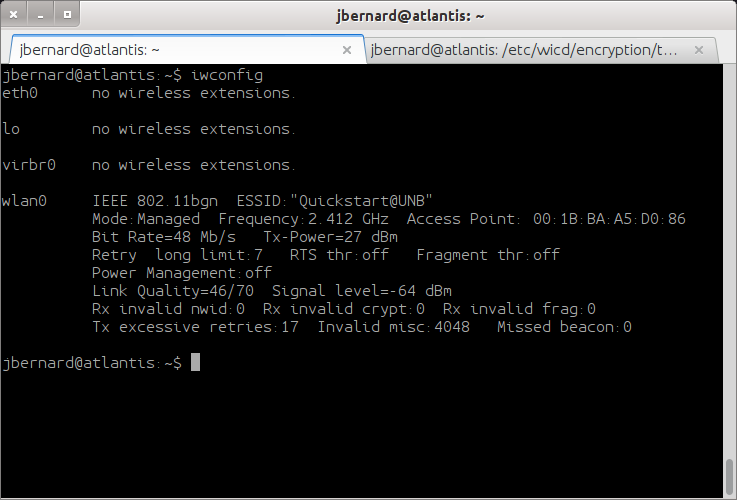 jbernard@atlantis: ~
jbernard@atlantis: ~ jbernard@atlantis: /etc/wicd/encryption/t...
jbernard@atlantis:~$ iwconfig
eth0      no wireless extensions.
lo        no wireless extensions.
virbr0    no wireless extensions.
wlan0     IEEE 802.11bgn  ESSID:"Quickstart@UNB"
          Mode:Managed  Frequency:2.412 GHz  Access Point: 00:1B:BA:A5:D0:86
          Bit Rate=48 Mb/s   Tx-Power=27 dBm
          Retry  long limit:7   RTS thr:off   Fragment thr:off
          Power Management:off
          Link Quality=46/70  Signal level=-64 dBm
          Rx invalid nwid:0  Rx invalid crypt:0  Rx invalid frag:0
          Tx excessive retries:17  Invalid misc:4048   Missed beacon:0
jbernard@atlantis:~$